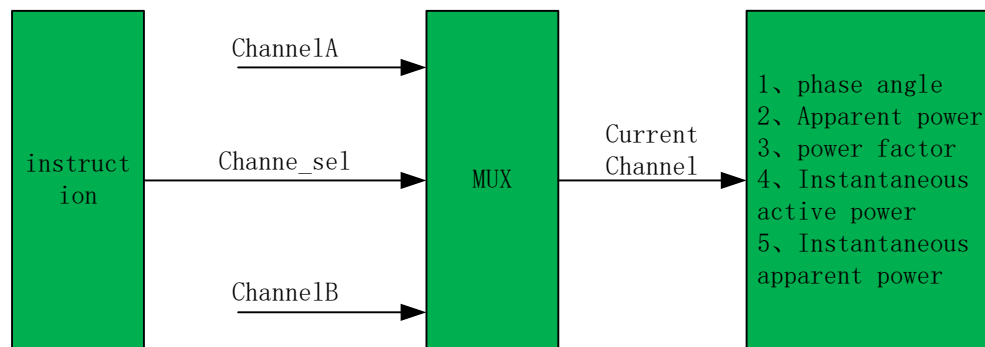 instruct
ion
ChannelA
Channe_sel
ChannelB
MUX
Current
Channel
1、phase angle
2、Apparent power
3、power factor
4、Instantaneous
active power
5、Instantaneous
apparent power